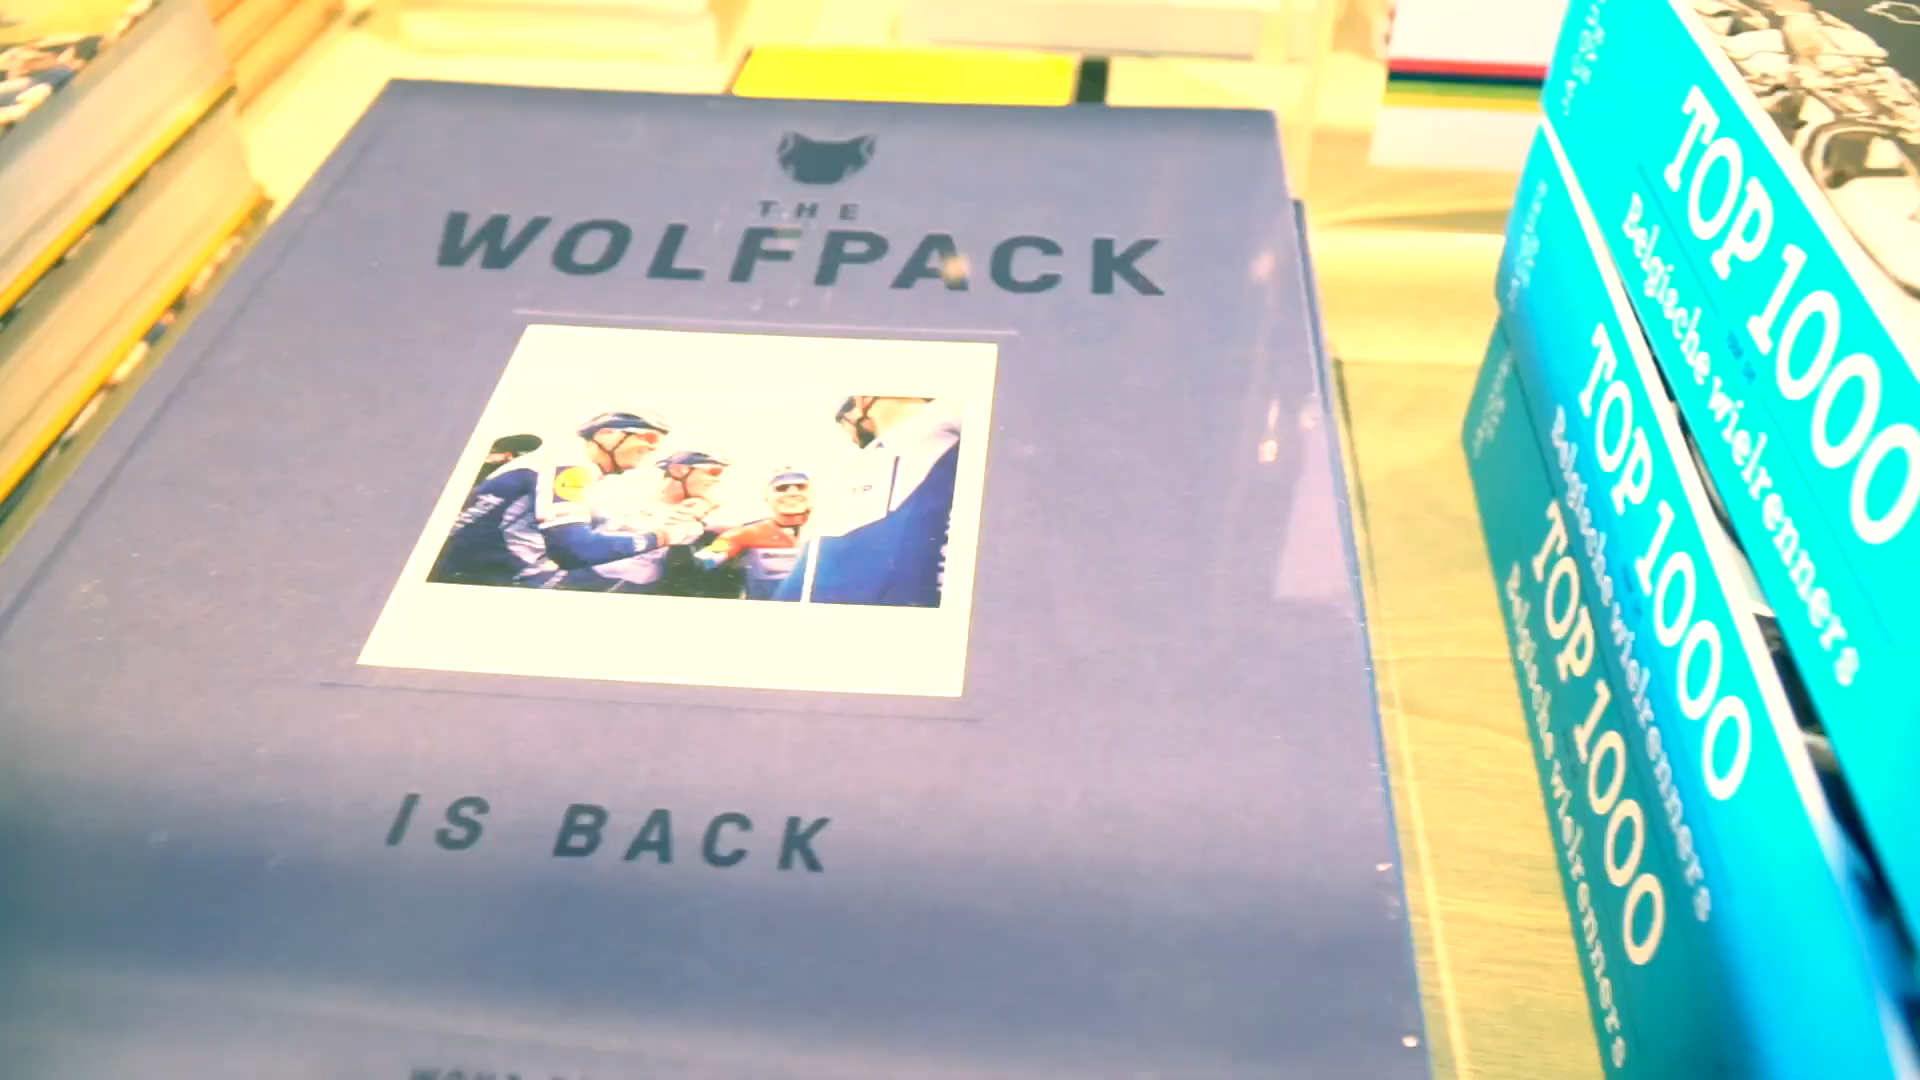 THE
WOLFPACK
IS BACK
TOP 1000
Belgische wielrenners
TOP 1000
Belgische wielrenners
TOP 1000
Belgische wielrenners